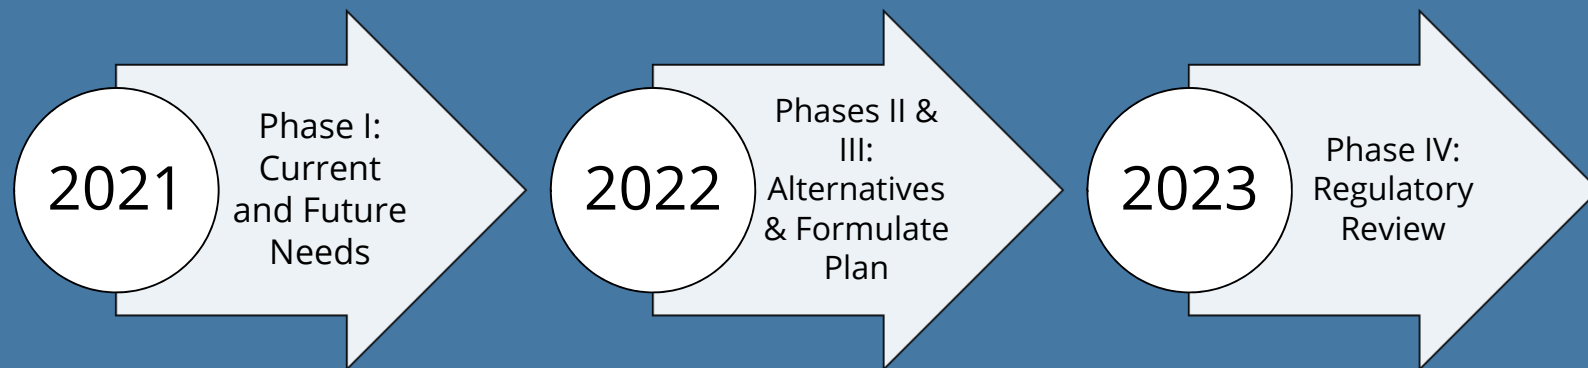 2021
Phase I:
Current
and Future
Needs
2022
Phases II &
III:
Alternatives
& Formulate
Plan
2023
Phase IV:
Regulatory
Review